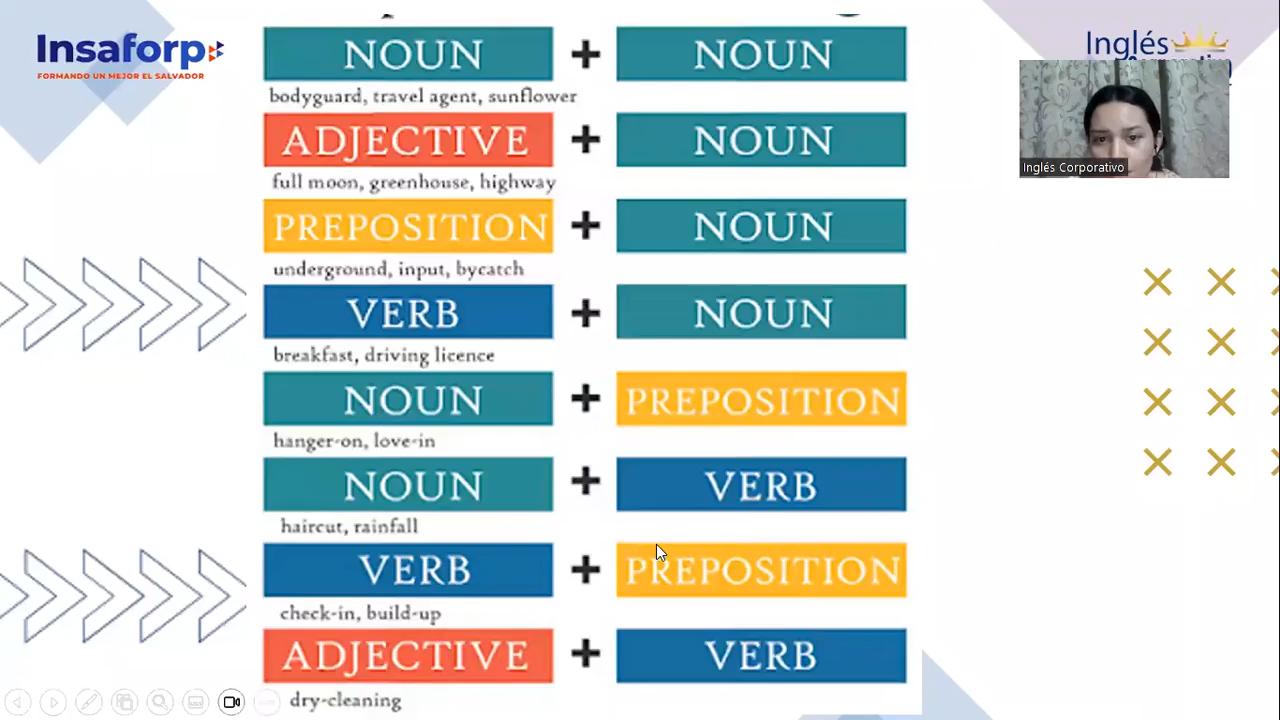 Insaforp
FORMANDO UN MEJOR EL SALVADOR
Inglés
Inglés Corporativo
NOUN + NOUN
bodyguard, travel agent, sunflower
ADJECTIVE + NOUN
full moon, greenhouse, highway
PREPOSITION + NOUN
underground, input, bycatch
VERB + NOUN
breakfast, driving licence
NOUN + PREPOSITION
hanger-on, love-in
NOUN + VERB
haircut, rainfall
VERB + PREPOSITION
check-in, build-up
ADJECTIVE + VERB
dry-cleaning